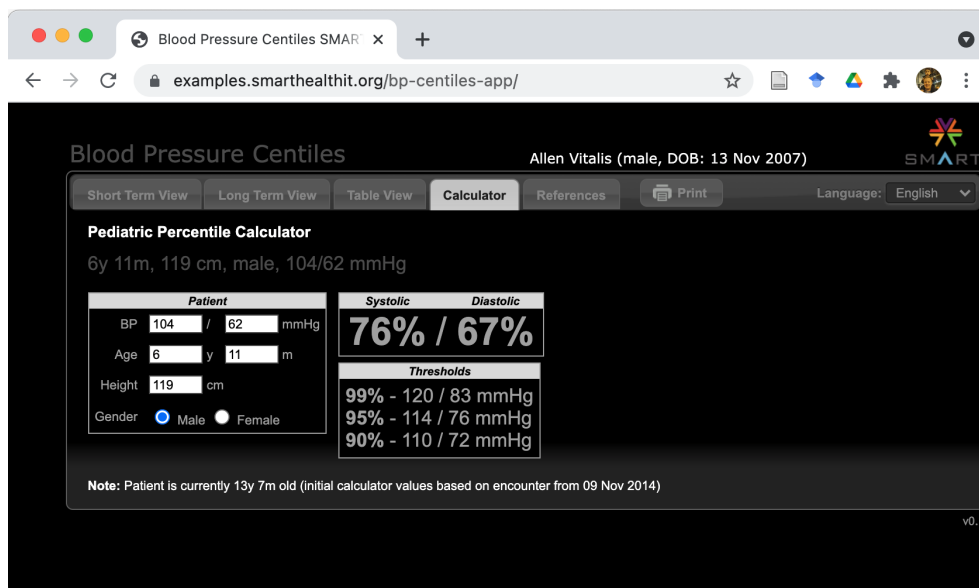 Blood Pressure Centiles SMAR
examples.smarthealthit.org/bp-centiles-app/
Blood Pressure Centiles
Allen Vitalis (male, DOB: 13 Nov 2007)
SMART
Short Term View Long Term View Table View Calculator References Print Language: English
Pediatric Percentile Calculator
6y 11m, 119 cm, male, 104/62 mmHg
Patient
BP 104 / 62 mmHg
Age 6 y 11 m
Height 119 cm
Gender Male Female
Systolic Diastolic
76% / 67%
Thresholds
99% - 120 / 83 mmHg
95% - 114 / 76 mmHg
90% - 110 / 72 mmHg
Note: Patient is currently 13y 7m old (initial calculator values based on encounter from 09 Nov 2014)
v0.